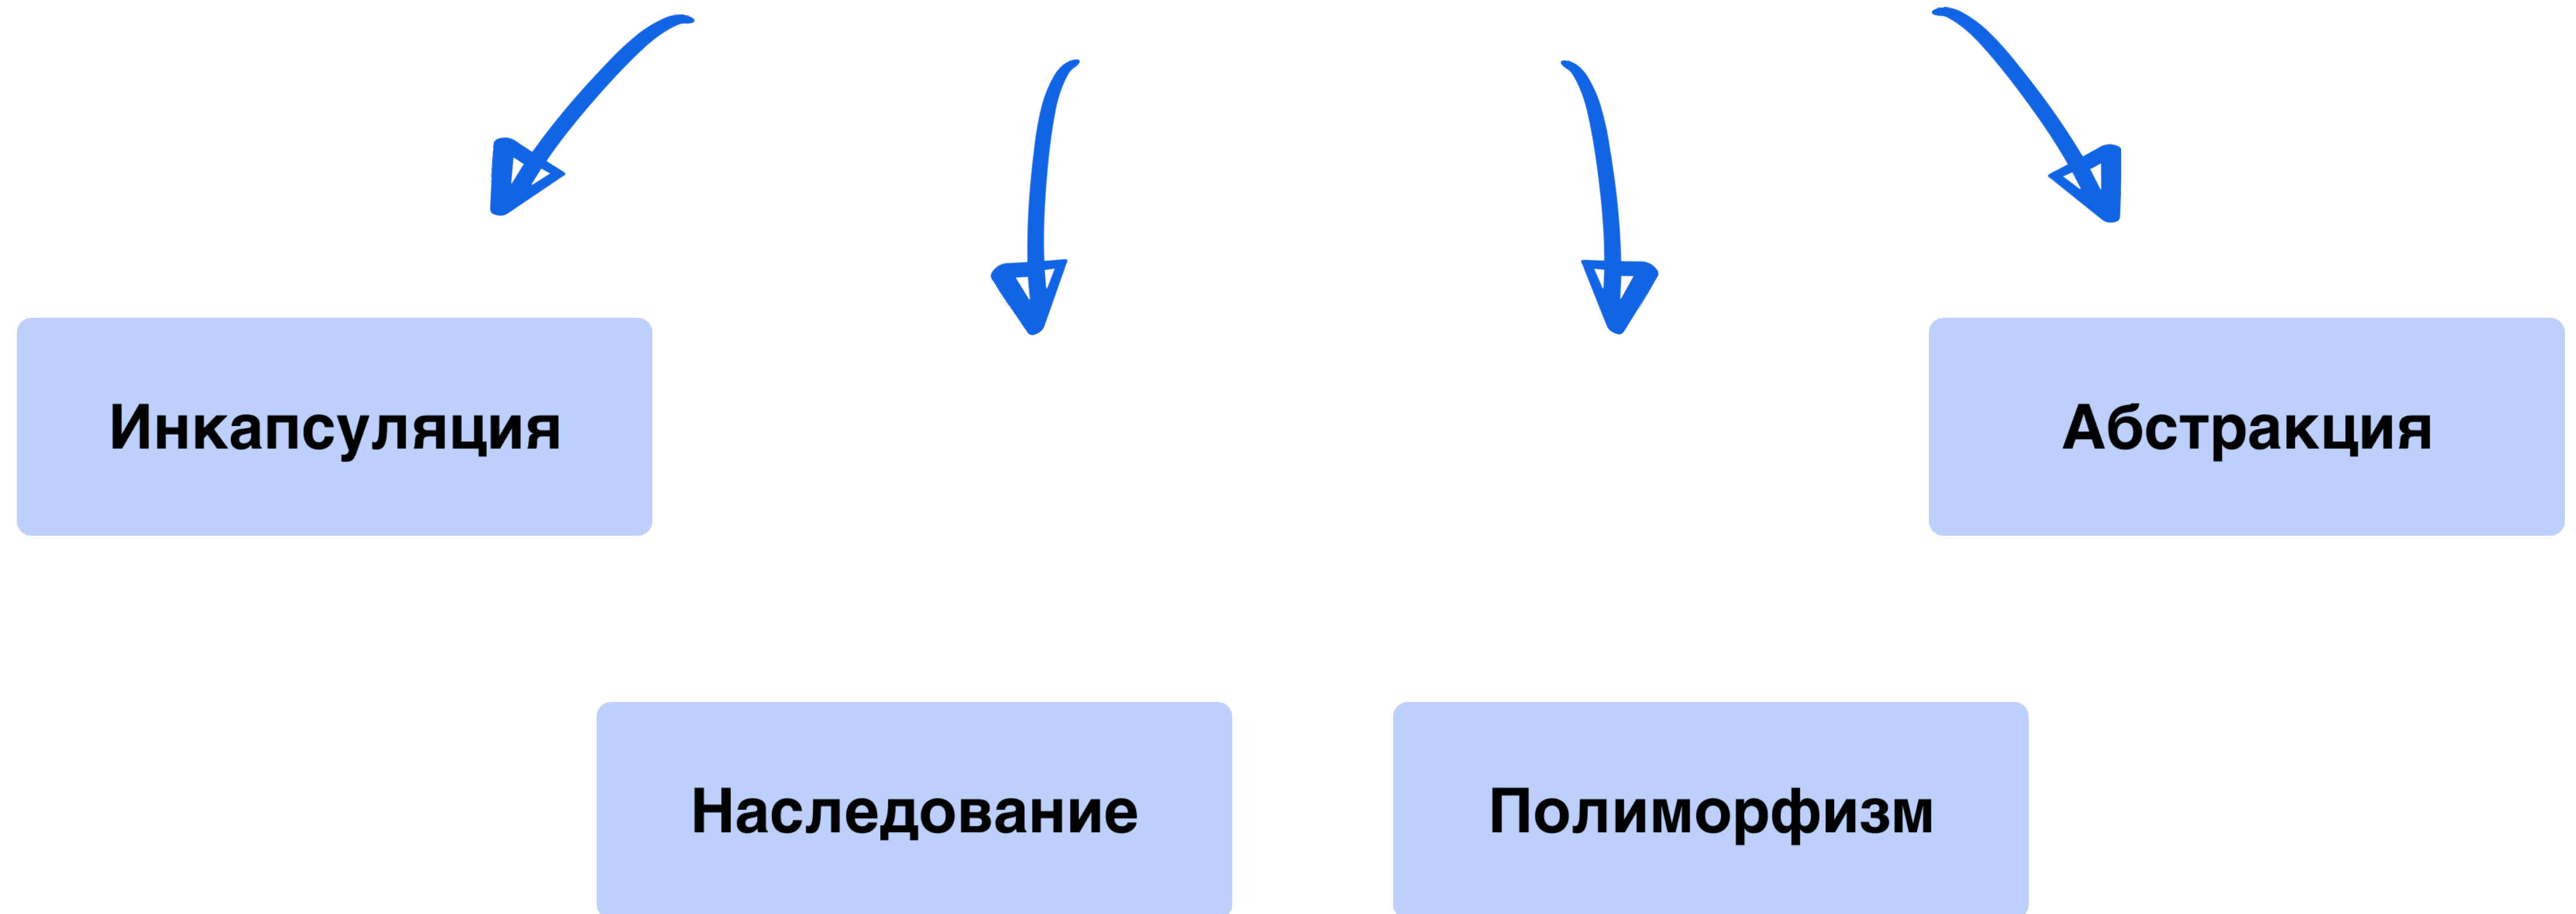 Инкапсуляция
Абстракция
Наследование
Полиморфизм